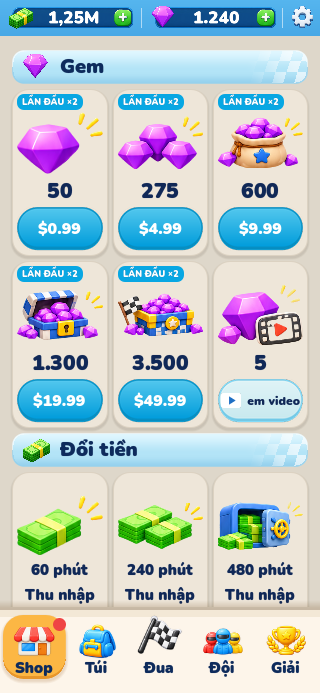 1,25M
1.240
Gem
LẦN ĐẦU ×2
LẦN ĐẦU ×2
LẦN ĐẦU ×2
50
275
600
$0.99
$4.99
$9.99
LẦN ĐẦU ×2
LẦN ĐẦU ×2
1.300
3.500
5
$19.99
$49.99
em video
Đổi tiền
60 phút
240 phút
480 phút
Thu nhập
Thu nhập
Thu nhập
Shop
Túi
Đua
Đội
Giải